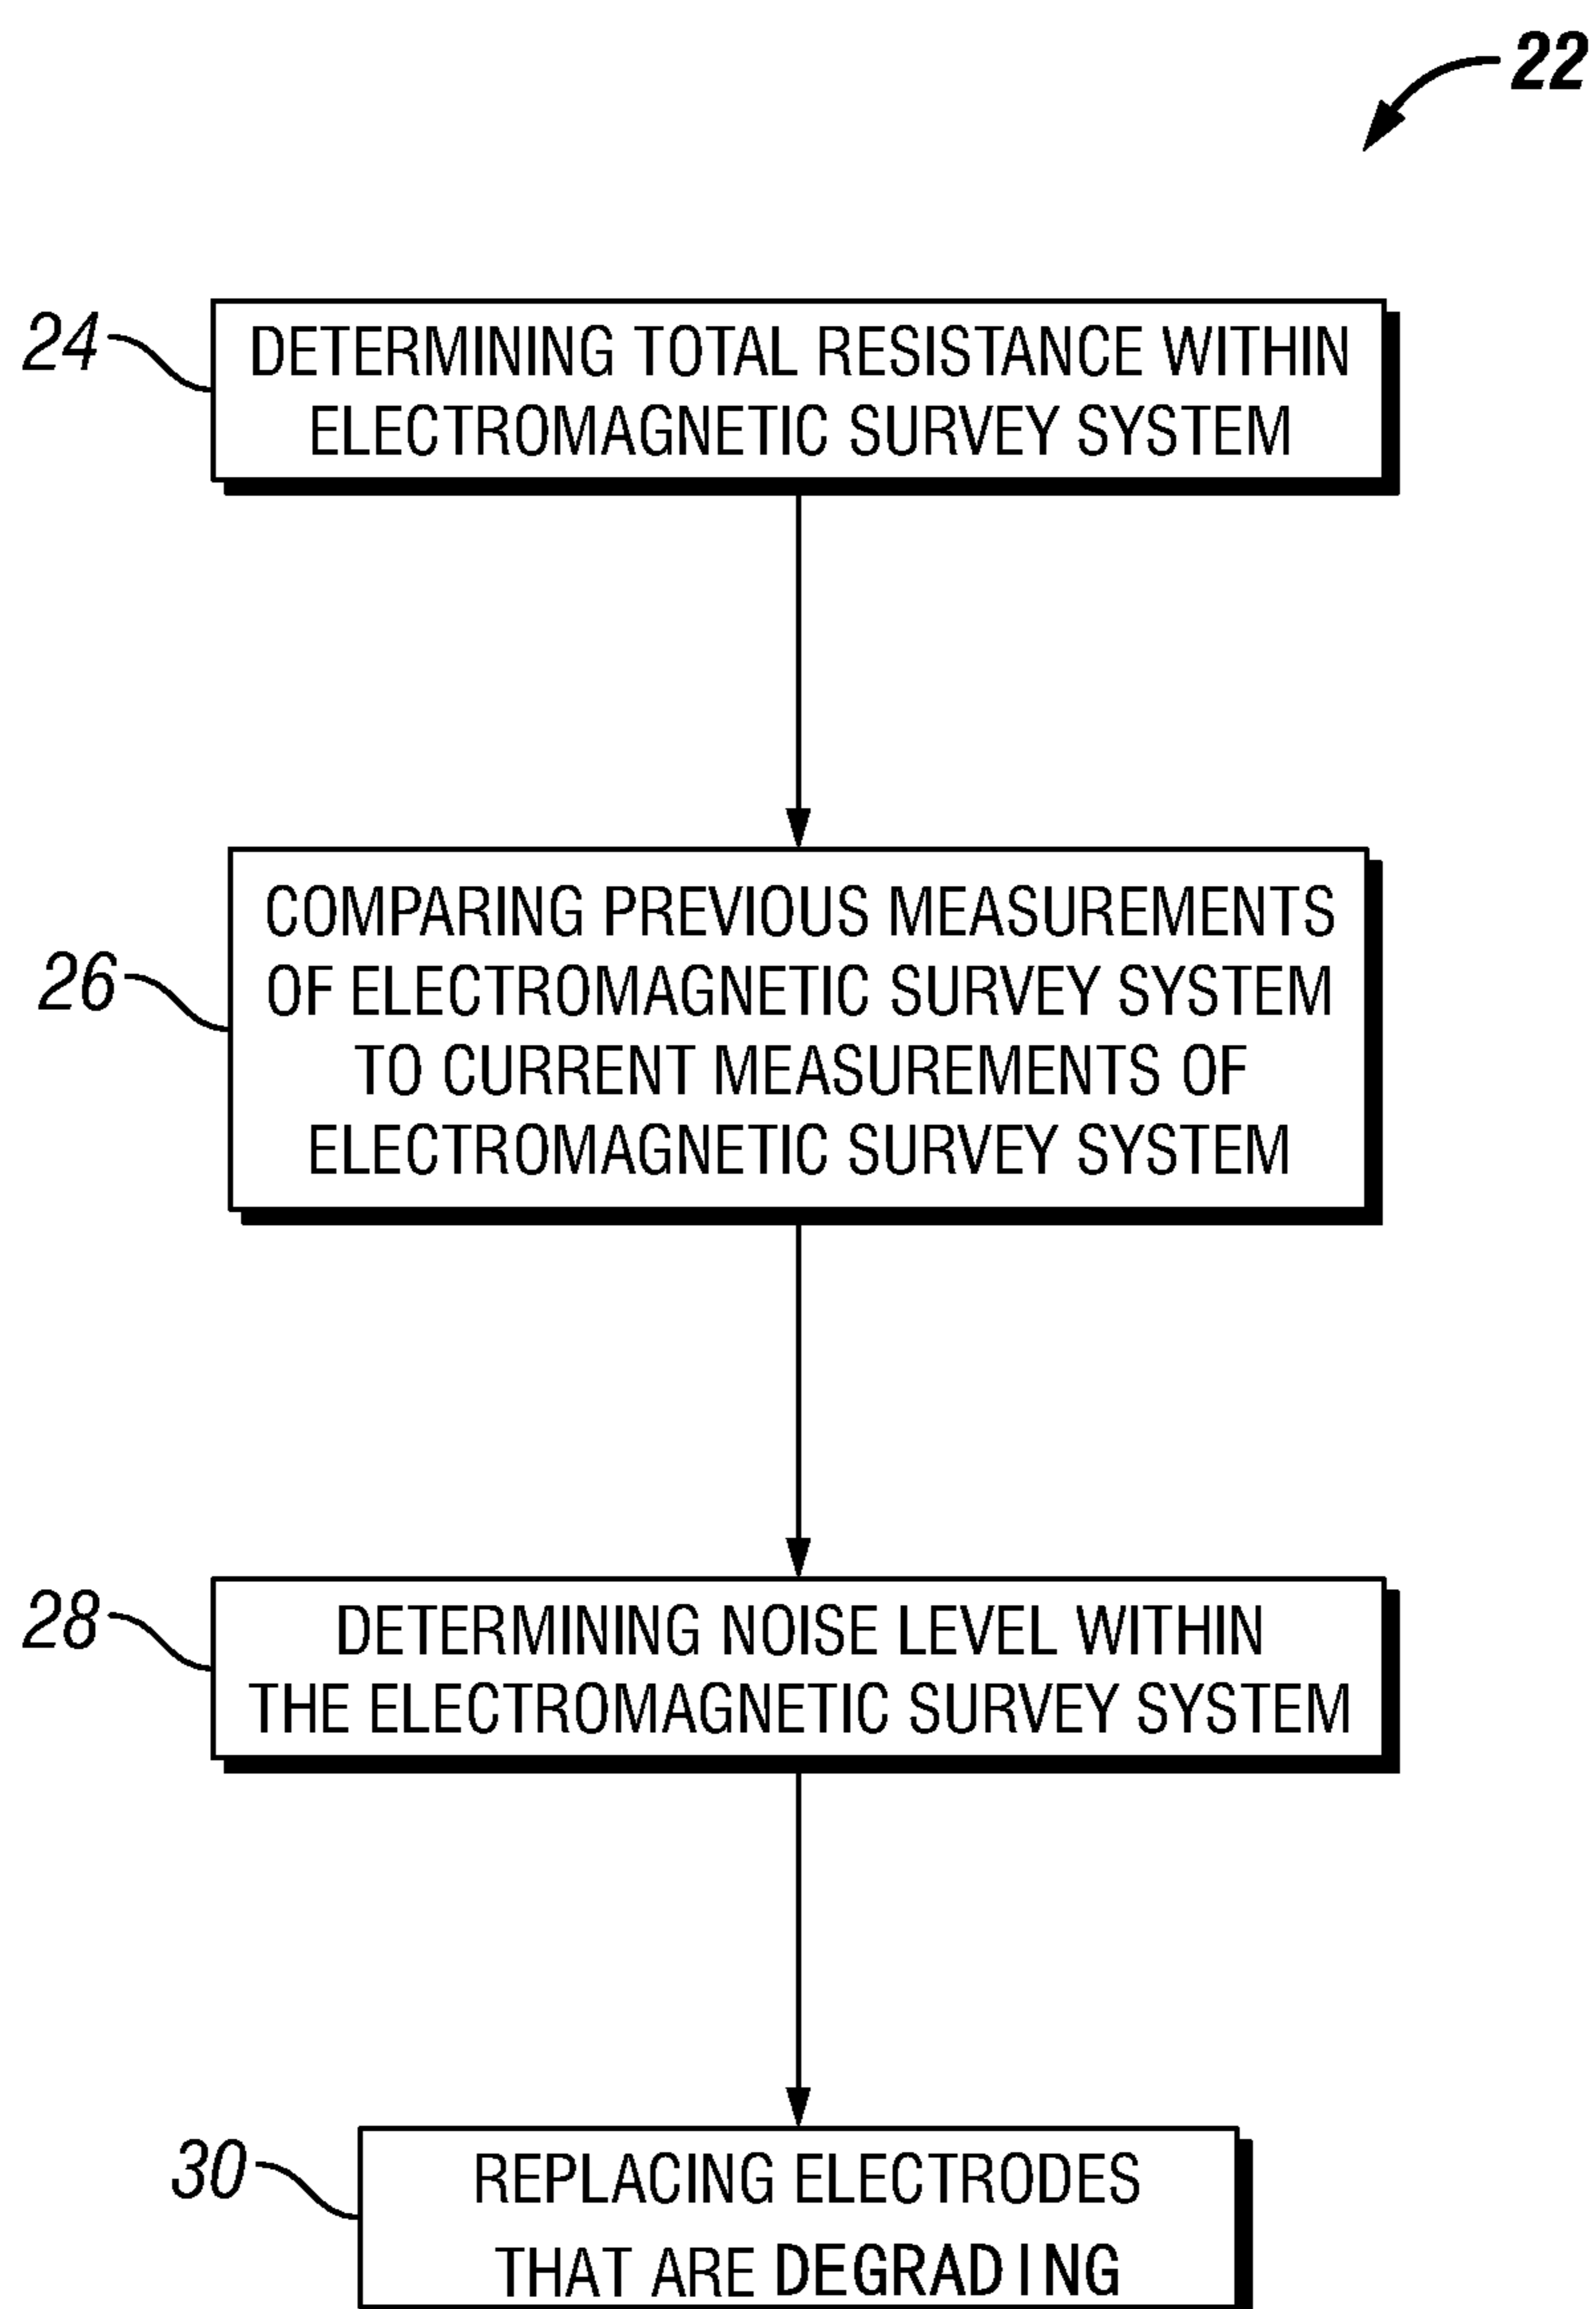 22
24
DETERMINING TOTAL RESISTANCE WITHIN
ELECTROMAGNETIC SURVEY SYSTEM
26
COMPARING PREVIOUS MEASUREMENTS
OF ELECTROMAGNETIC SURVEY SYSTEM
TO CURRENT MEASUREMENTS OF
ELECTROMAGNETIC SURVEY SYSTEM
28
DETERMINING NOISE LEVEL WITHIN
THE ELECTROMAGNETIC SURVEY SYSTEM
30
REPLACING ELECTRODES
THAT ARE DEGRADING